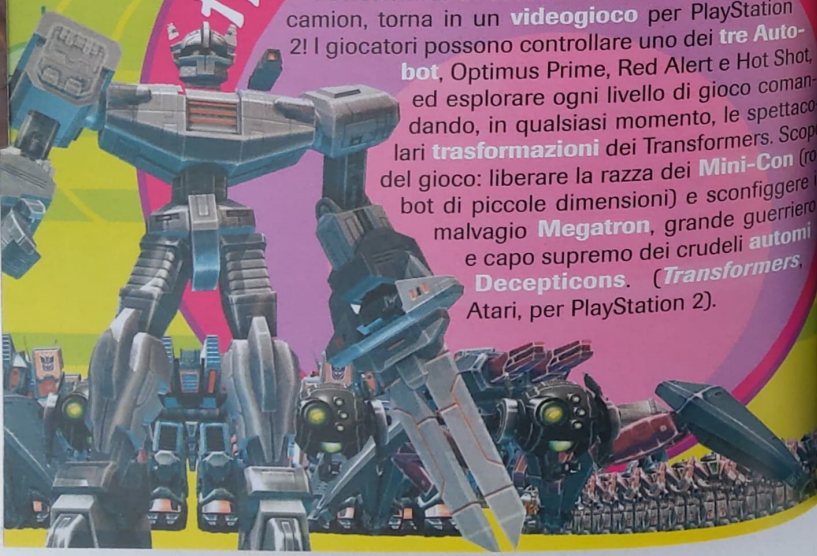 camion, torna in un videogioco per PlayStation
2! I giocatori possono controllare uno dei tre Auto-
bot, Optimus Prime, Red Alert e Hot Shot,
ed esplorare ogni livello di gioco coman-
dando, in qualsiasi momento, le spettaco
lari trasformazioni dei Transformers. Scop
del gioco: liberare la razza dei Mini-Con (ro
bot di piccole dimensioni) e sconfiggere i
malvagio Megatron, grande guerriero
e capo supremo dei crudeli automi
Decepticons. (Transformers,
Atari, per PlayStation 2).